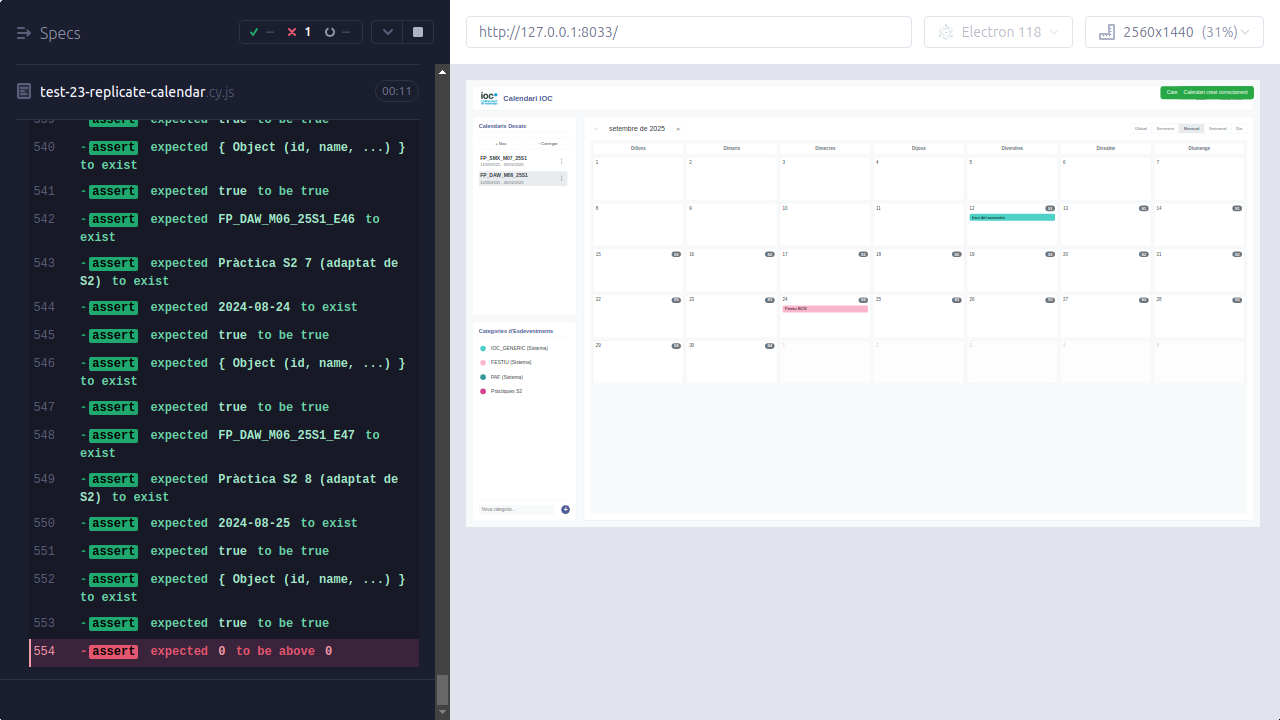 Specs
-- 1 --
test-23-replicate-calendar.cy.js 00:11
539 - assert expected true to be true
540 - assert expected { Object (id, name, ...) } to exist
541 - assert expected true to be true
542 - assert expected FP_DAW_M06_25S1_E46 to exist
543 - assert expected Pràctica S2 7 (adaptat de S2) to exist
544 - assert expected 2024-08-24 to exist
545 - assert expected true to be true
546 - assert expected { Object (id, name, ...) } to exist
547 - assert expected true to be true
548 - assert expected FP_DAW_M06_25S1_E47 to exist
549 - assert expected Pràctica S2 8 (adaptat de S2) to exist
550 - assert expected 2024-08-25 to exist
551 - assert expected true to be true
552 - assert expected { Object (id, name, ...) } to exist
553 - assert expected true to be true
554 - assert expected 0 to be above 0
http://127.0.0.1:8033/
Electron 118
2560x1440 (31%)
ioc
Calendari IOC
Calendari creat correctament
Calendaris Desats
+ Nou
Carregar
FP_SMX_M07_25S1
FP_DAW_M06_25S1
Categories d'Esdeveniments
IOC_GENERIC (Sistema)
FESTIU (Sistema)
PAF (Sistema)
Pràctiques S2
Nova categoria...
+
‹ setembre de 2025 >
Global Semestre Mensual Setmanal Dia
Dilluns Dimarts Dimecres Dijous Divendres Dissabte Diumenge
1 2 3 4 5 6 7
8 9 10 11 12 13 14
Inici del semestre
15 16 17 18 19 20 21
22 23 24 25 26 27 28
Festiu BCN
29 30 1 2 3 4 5